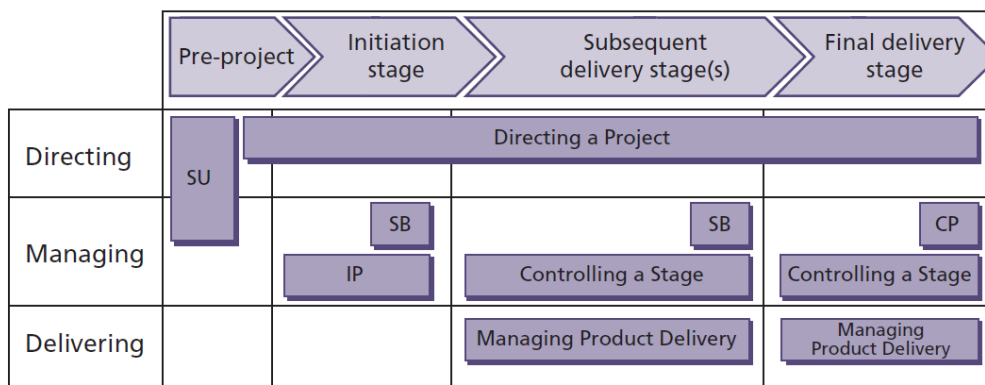 Pre-project
Initiation
stage
Subsequent
delivery stage(s)
Final delivery
stage
Directing
SU
Directing a Project
Managing
SB
SB
CP
IP
Controlling a Stage
Controlling a Stage
Delivering
Managing Product Delivery
Managing
Product Delivery